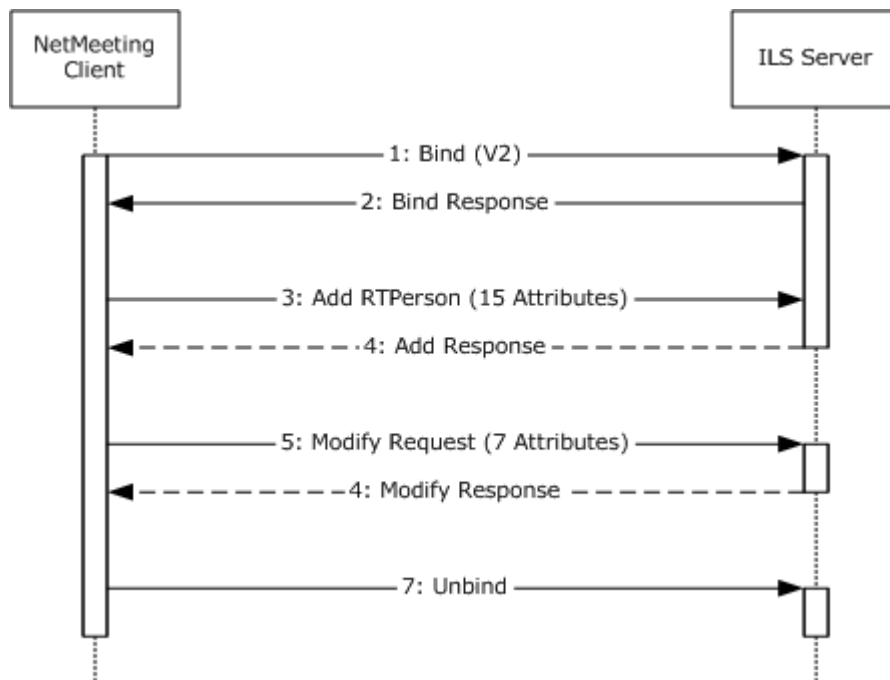 NetMeeting
Client
ILS Server
1: Bind (V2)
2: Bind Response
3: Add RTPerson (15 Attributes)
4: Add Response
5: Modify Request (7 Attributes)
4: Modify Response
7: Unbind